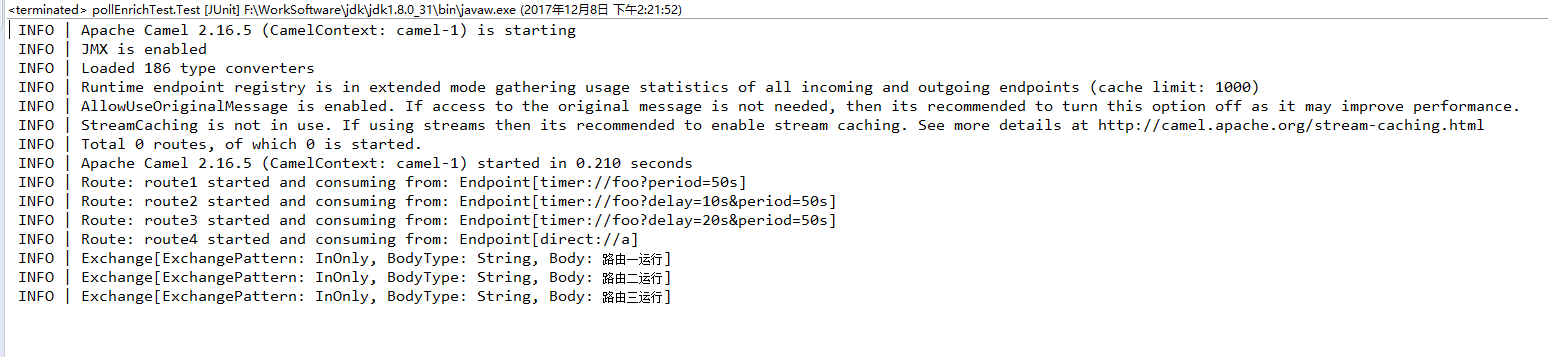 <terminated> pollEnrichTest.Test [JUnit] F:\WorkSoftware\jdk\jdk1.8.0_31\bin\javaw.exe (2017年12月8日 下午2:21:52)
INFO | Apache Camel 2.16.5 (CamelContext: camel-1) is starting
INFO | JMX is enabled
INFO | Loaded 186 type converters
INFO | Runtime endpoint registry is in extended mode gathering usage statistics of all incoming and outgoing endpoints (cache limit: 1000)
INFO | AllowUseOriginalMessage is enabled. If access to the original message is not needed, then its recommended to turn this option off as it may improve performance.
INFO | StreamCaching is not in use. If using streams then its recommended to enable stream caching. See more details at http://camel.apache.org/stream-caching.html
INFO | Total 0 routes, of which 0 is started.
INFO | Apache Camel 2.16.5 (CamelContext: camel-1) started in 0.210 seconds
INFO | Route: route1 started and consuming from: Endpoint[timer://foo?period=50s]
INFO | Route: route2 started and consuming from: Endpoint[timer://foo?delay=10s&period=50s]
INFO | Route: route3 started and consuming from: Endpoint[timer://foo?delay=20s&period=50s]
INFO | Route: route4 started and consuming from: Endpoint[direct://a]
INFO | Exchange[ExchangePattern: InOnly, BodyType: String, Body: 路由一运行]
INFO | Exchange[ExchangePattern: InOnly, BodyType: String, Body: 路由二运行]
INFO | Exchange[ExchangePattern: InOnly, BodyType: String, Body: 路由三运行]